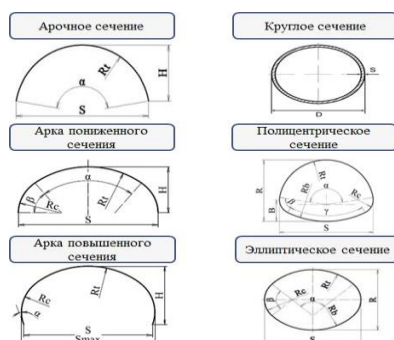 Арочное сечение
Rt
H
α
S
Круглое сечение
S
D
Арка пониженного
сечения
β
α
Rt
H
Rc
S
Полицентрическое
сечение
R
Rt
α
Rb
Rc
β
B
γ
S
Арка повышенного
сечения
Rc
Rt
H
α
S
Smax
Эллиптическое сечение
Rc
Rt
β
α
R
Rb
S